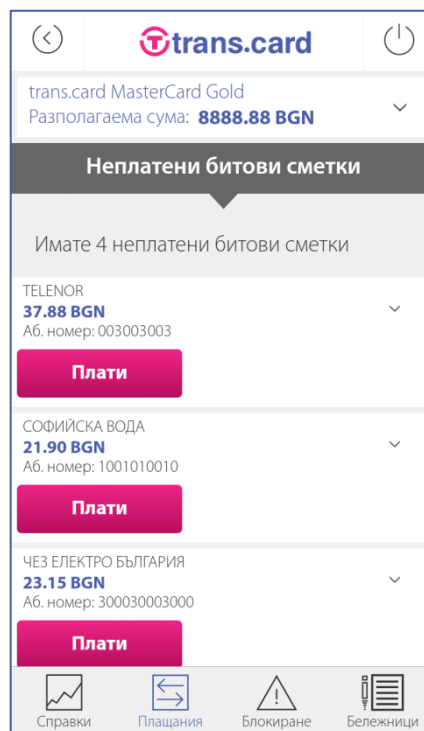 trans.card
trans.card MasterCard Gold
Разполагаема сума: 8888.88 BGN
Неплатени битови сметки
Имате 4 неплатени битови сметки
TELENOR
37.88 BGN
Аб. номер: 003003003
Плати
СОФИЙСКА ВОДА
21.90 BGN
Аб. номер: 1001010010
Плати
ЧЕЗ ЕЛЕКТРО БЪЛГАРИЯ
23.15 BGN
Аб. номер: 300030003000
Плати
Справки Плащания Блокиране Бележници